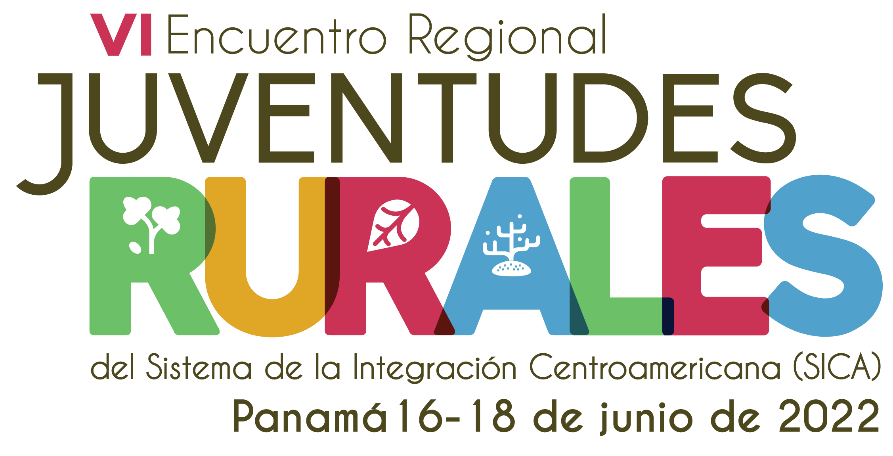 VI Encuentro Regional
JUVENTUDES
RURALES
del Sistema de la Integración Centroamericana (SICA)
Panamá 16-18 de junio de 2022